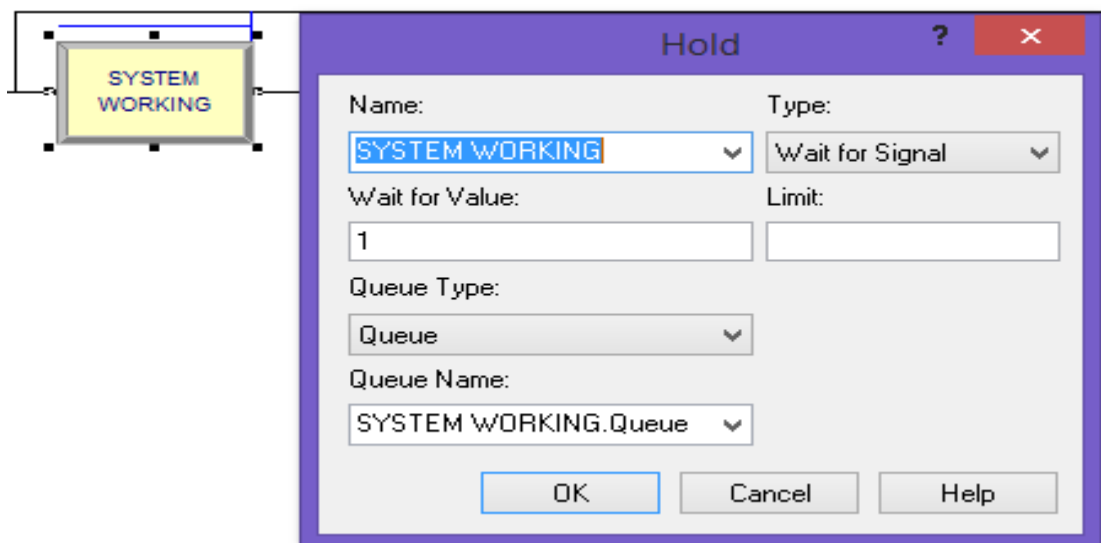 SYSTEM
WORKING
Hold
?
×
Name:
Type:
SYSTEM WORKING
Wait for Signal
Wait for Value:
Limit:
1
Queue Type:
Queue
Queue Name:
SYSTEM WORKING.Queue
OK
Cancel
Help